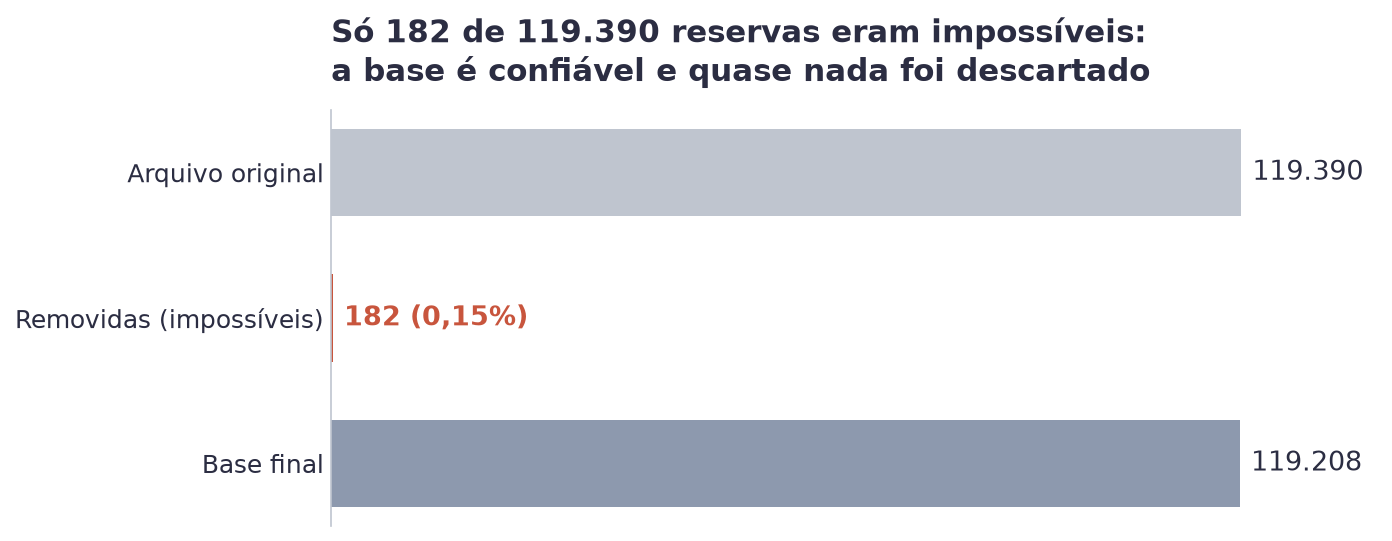 Só 182 de 119.390 reservas eram impossíveis:
a base é confiável e quase nada foi descartado
Arquivo original
119.390
Removidas (impossíveis)
182 (0,15%)
Base final
119.208